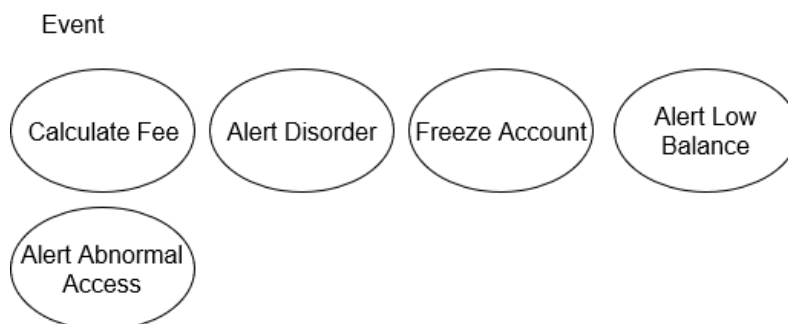 Event
Calculate Fee
Alert Disorder
Freeze Account
Alert Low
Balance
Alert Abnormal
Access